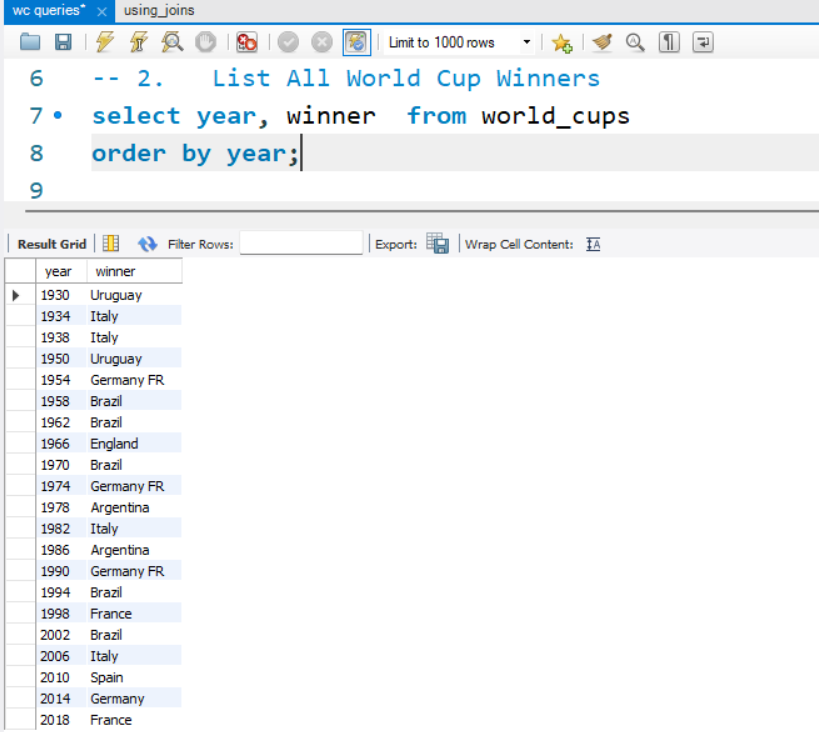 wc queries* × using_joins
Limit to 1000 rows
6 -- 2. List All World Cup Winners
7 select year, winner from world_cups
8 order by year;
9
Result Grid Filter Rows: Export: Wrap Cell Content: IA
year winner
1930 Uruguay
1934 Italy
1938 Italy
1950 Uruguay
1954 Germany FR
1958 Brazil
1962 Brazil
1966 England
1970 Brazil
1974 Germany FR
1978 Argentina
1982 Italy
1986 Argentina
1990 Germany FR
1994 Brazil
1998 France
2002 Brazil
2006 Italy
2010 Spain
2014 Germany
2018 France